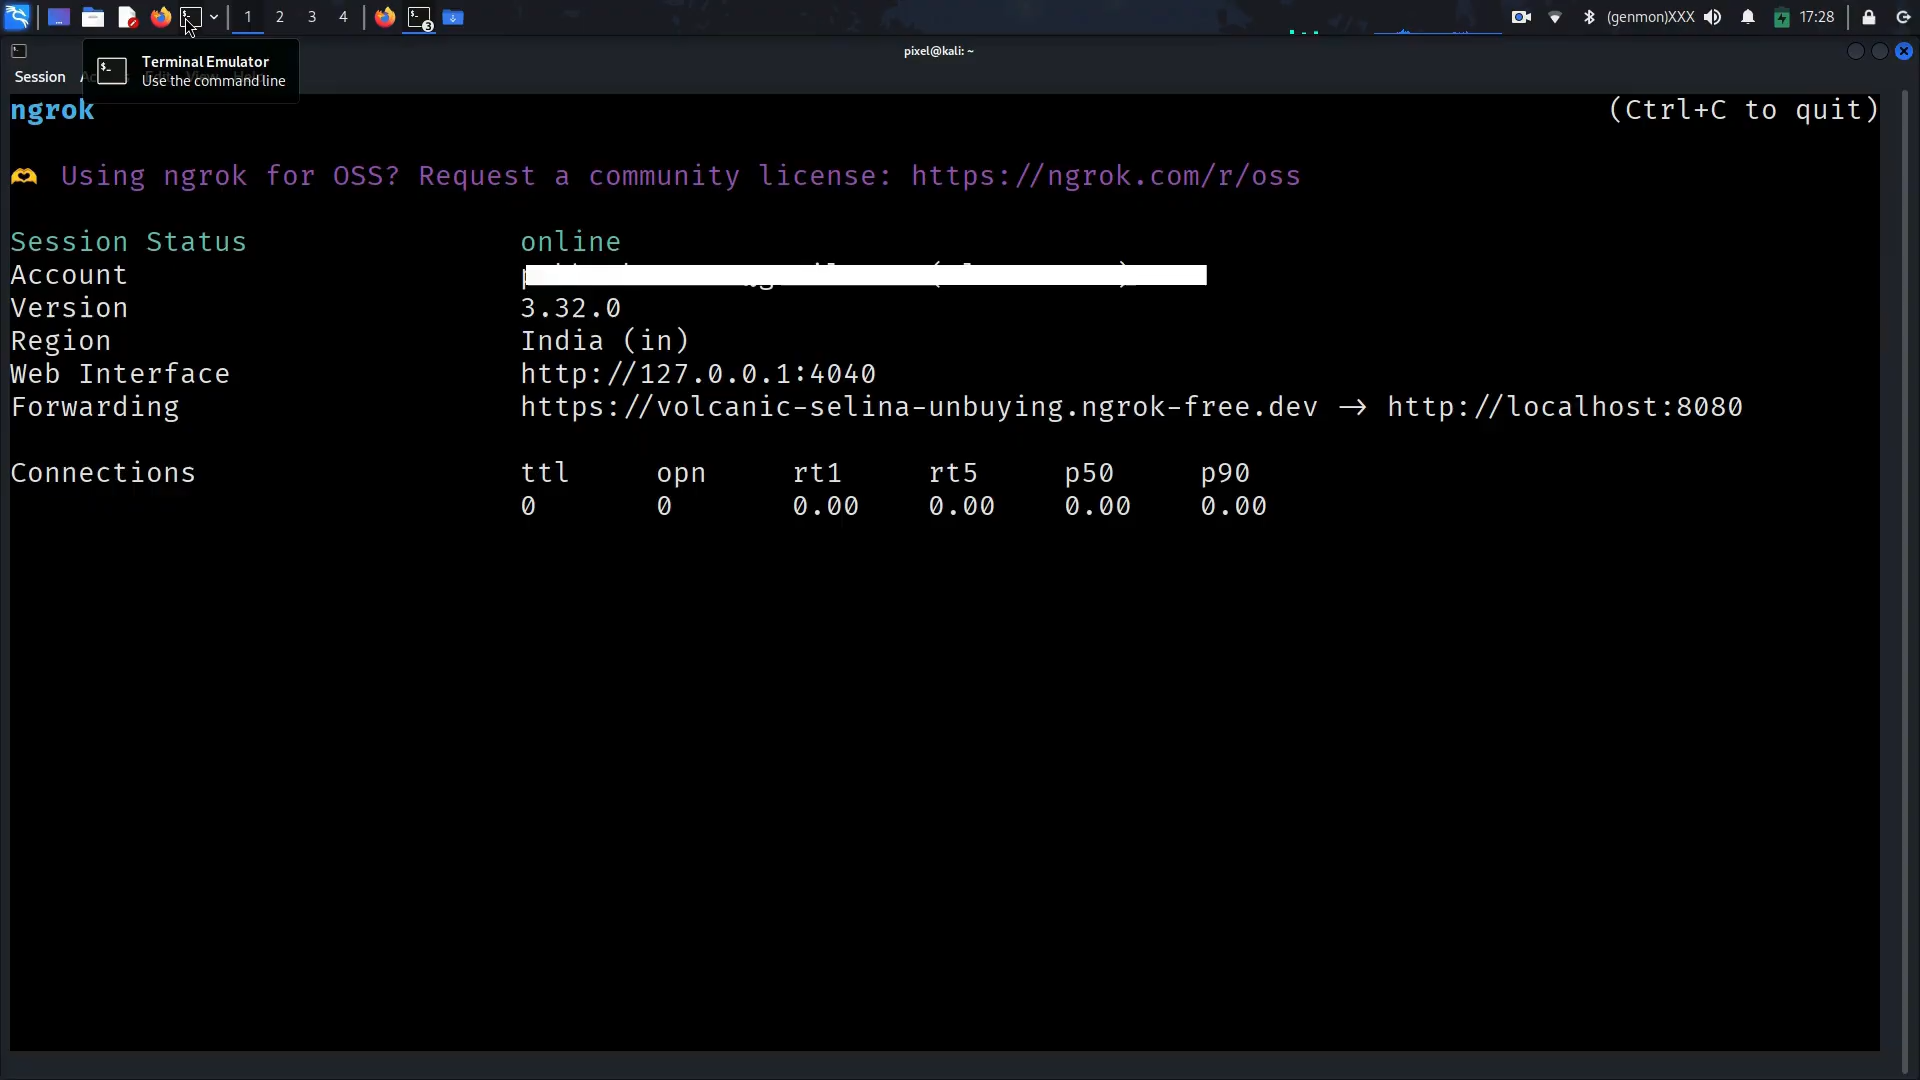 1 2 3 4 3 (genmon)XXX 17:28
pixel@kali: ~
Terminal Emulator
Session
Use the command line
ngrok (Ctrl+C to quit)
🫶 Using ngrok for OSS? Request a community license: https://ngrok.com/r/oss
Session Status online
Account
Version 3.32.0
Region India (in)
Web Interface http://127.0.0.1:4040
Forwarding https://volcanic-selina-unbuying.ngrok-free.dev -> http://localhost:8080
Connections ttl opn rt1 rt5 p50 p90
0 0 0.00 0.00 0.00 0.00